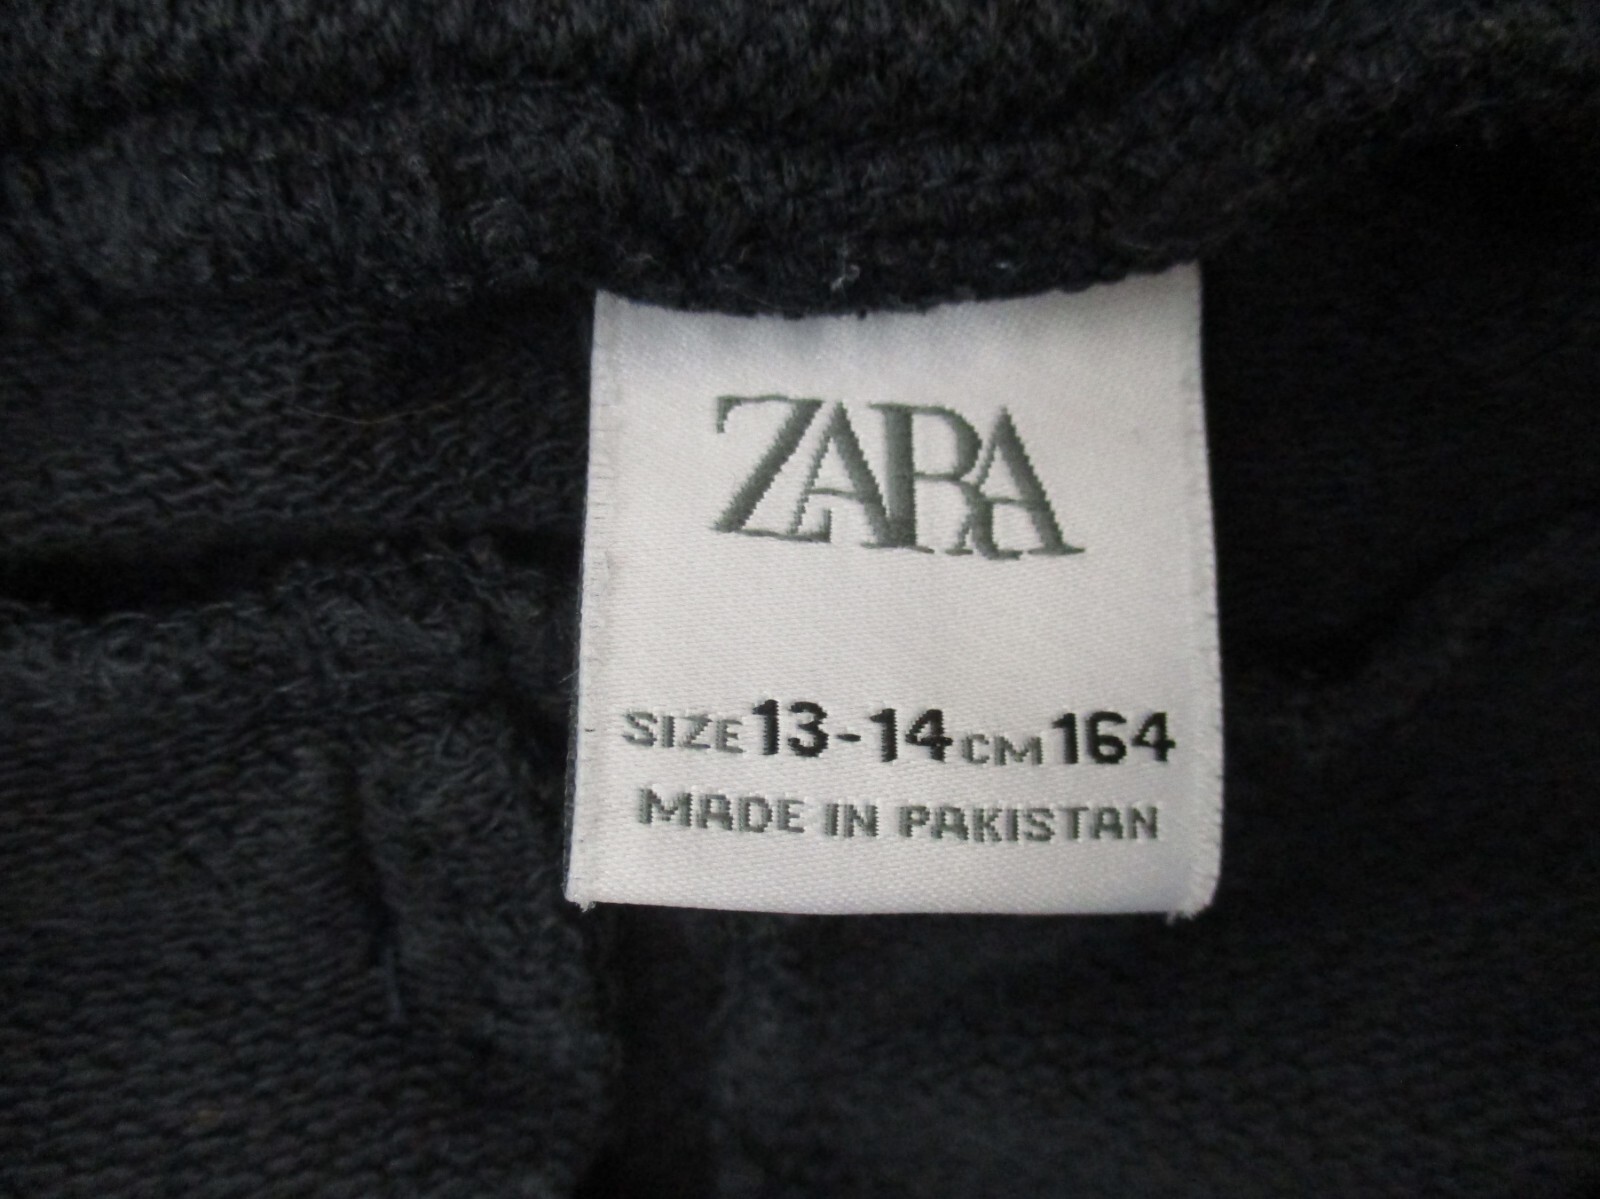 ZARA
SIZE 13-14 CM 164
MADE IN PAKISTAN